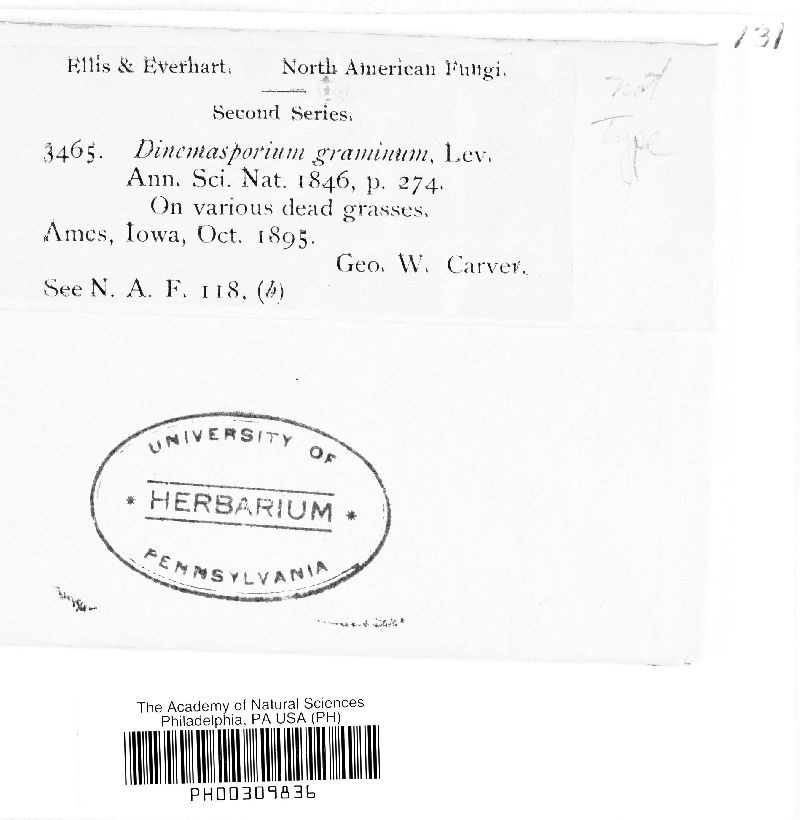 131
Ellis & Everhart. North American Fungi.
not
type
Second Series.
3465. Dinemasporium graminum, Lev.
Ann. Sci. Nat. 1846, p. 274.
On various dead grasses.
Ames, Iowa, Oct. 1895.
Geo. W. Carver.
See N. A. F. 118, (b)
UNIVERSITY OF
* HERBARIUM *
PENNSYLVANIA
The Academy of Natural Sciences
Philadelphia, PA USA (PH)
PH00309836